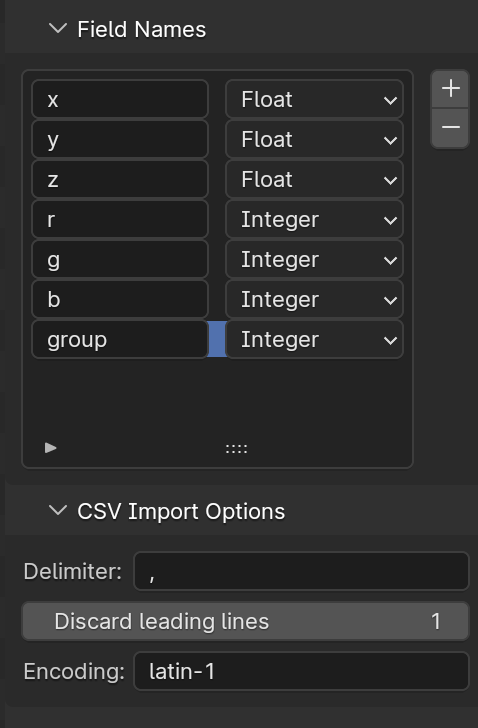 Field Names
x Float
y Float
z Float
r Integer
g Integer
b Integer
group Integer
CSV Import Options
Delimiter: ,
Discard leading lines 1
Encoding: latin-1